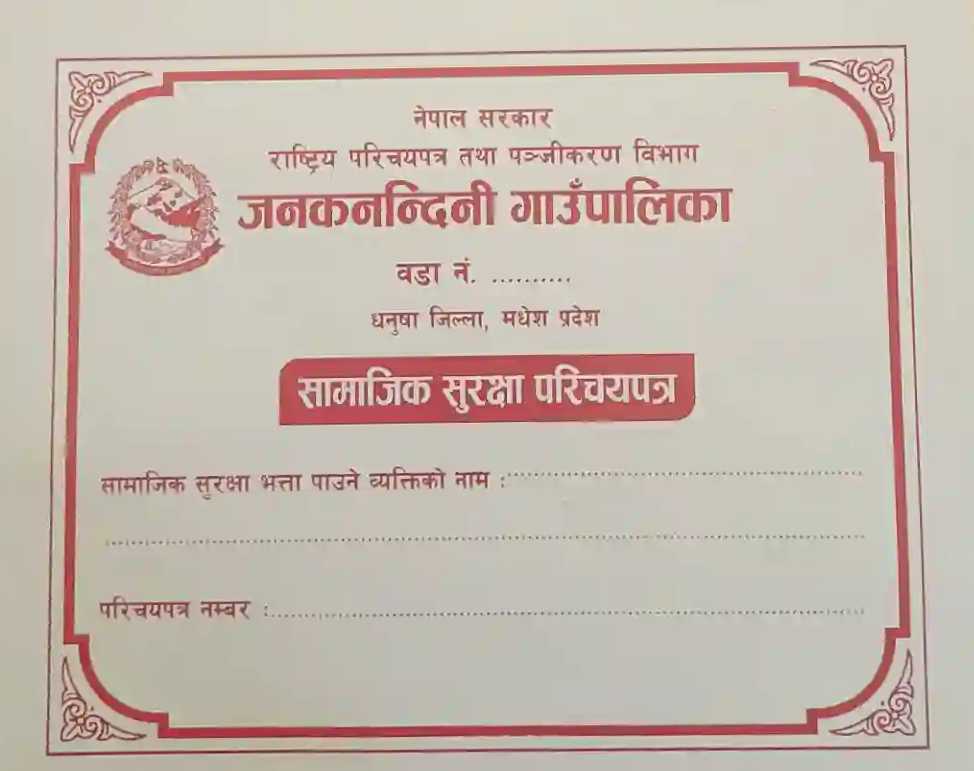 नेपाल सरकार
राष्ट्रिय परिचयपत्र तथा पञ्जीकरण विभाग
जनकनन्दिनी गाउँपालिका
वडा नं. ..........
धनुषा जिल्ला, मधेश प्रदेश
सामाजिक सुरक्षा परिचयपत्र
सामाजिक सुरक्षा भत्ता पाउने व्यक्तिको नाम :
परिचयपत्र नम्बर :